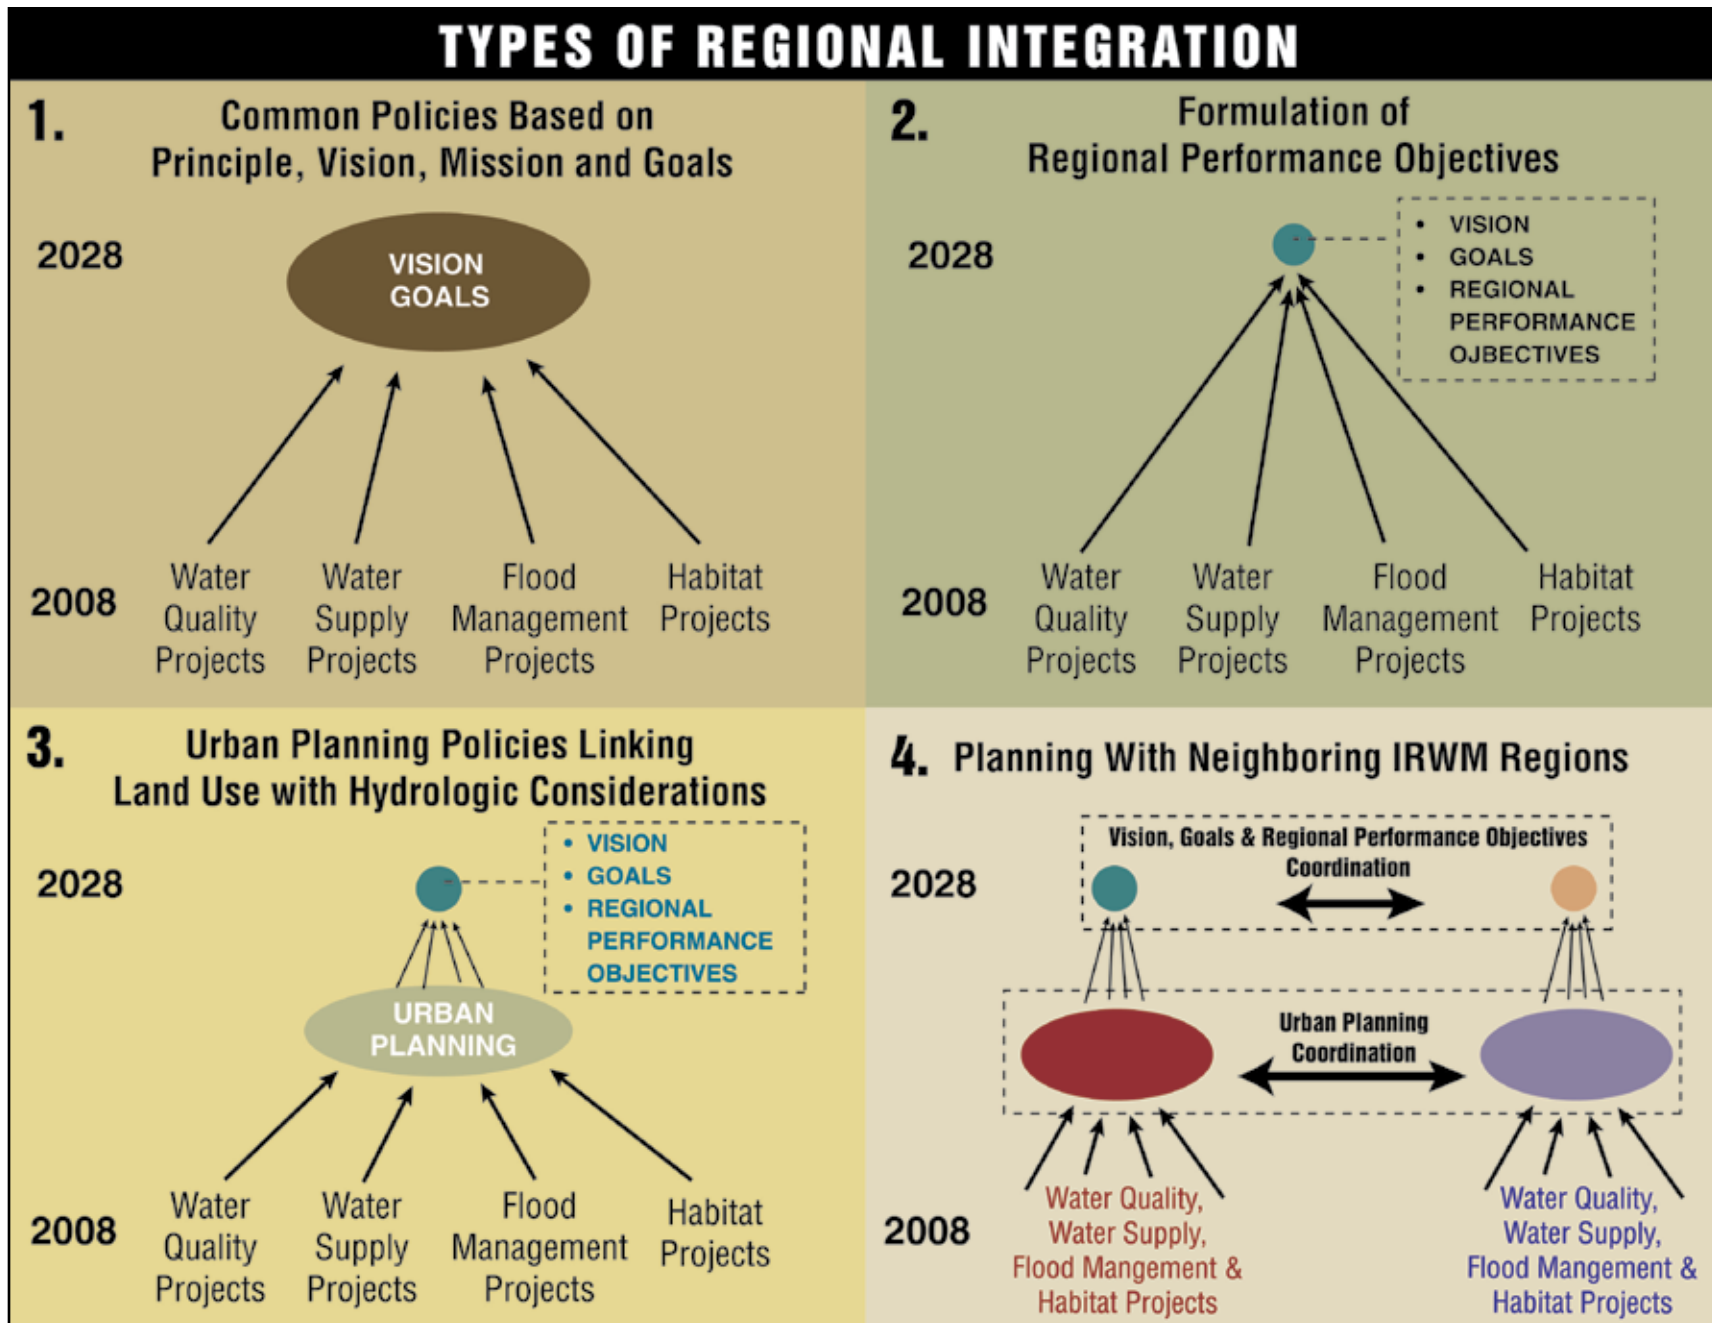 TYPES OF REGIONAL INTEGRATION
1.
Common Policies Based on
Principle, Vision, Mission and Goals
2028
VISION
GOALS
2008
Water
Quality
Projects
Water
Supply
Projects
Flood
Management
Projects
Habitat
Projects
2.
Formulation of
Regional Performance Objectives
2028
• VISION
• GOALS
• REGIONAL
PERFORMANCE
OJBECTIVES
2008
Water
Quality
Projects
Water
Supply
Projects
Flood
Management
Projects
Habitat
Projects
3.
Urban Planning Policies Linking
Land Use with Hydrologic Considerations
2028
• VISION
• GOALS
• REGIONAL
PERFORMANCE
OBJECTIVES
URBAN
PLANNING
2008
Water
Quality
Projects
Water
Supply
Projects
Flood
Management
Projects
Habitat
Projects
4. Planning With Neighboring IRWM Regions
Vision, Goals & Regional Performance Objectives
Coordination
2028
Urban Planning
Coordination
2008
Water Quality,
Water Supply,
Flood Mangement &
Habitat Projects
Water Quality,
Water Supply,
Flood Mangement &
Habitat Projects